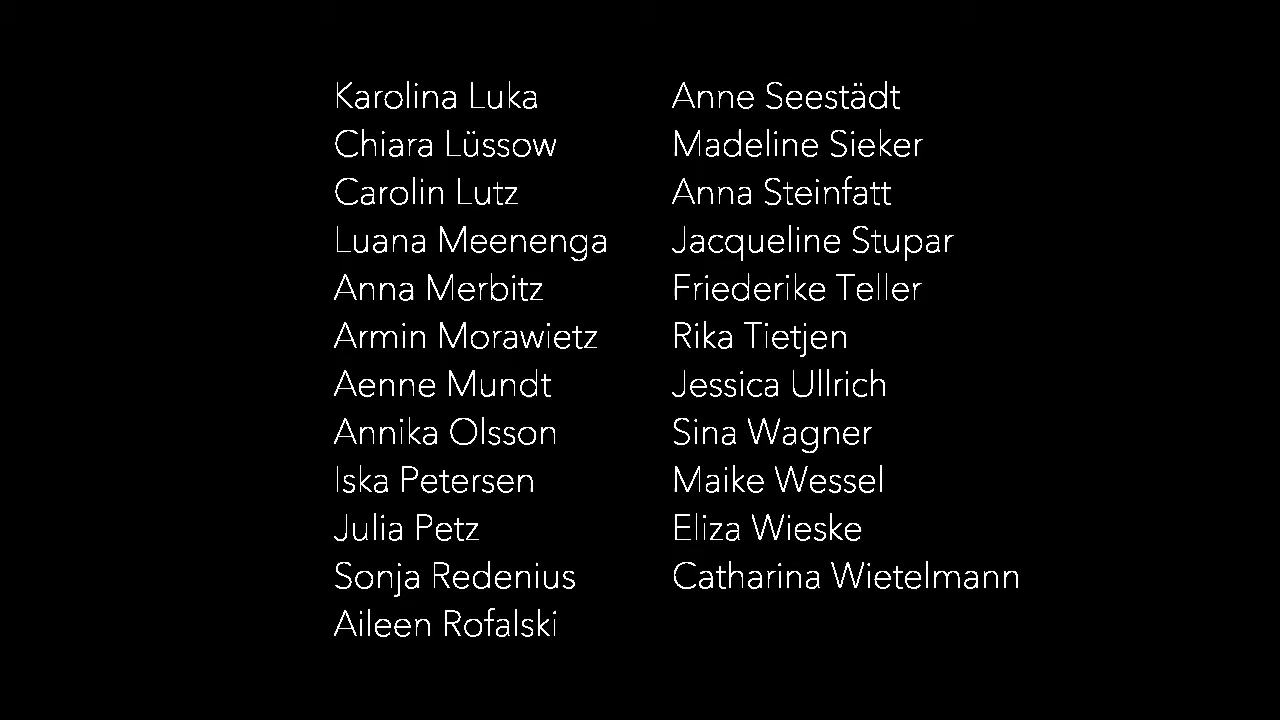 Karolina Luka
Chiara Lüssow
Carolin Lutz
Luana Meenenga
Anna Merbitz
Armin Morawietz
Aenne Mundt
Annika Olsson
Iska Petersen
Julia Petz
Sonja Redenius
Aileen Rofalski
Anne Seestädt
Madeline Sieker
Anna Steinfatt
Jacqueline Stupar
Friederike Teller
Rika Tietjen
Jessica Ullrich
Sina Wagner
Maike Wessel
Eliza Wieske
Catharina Wietelmann